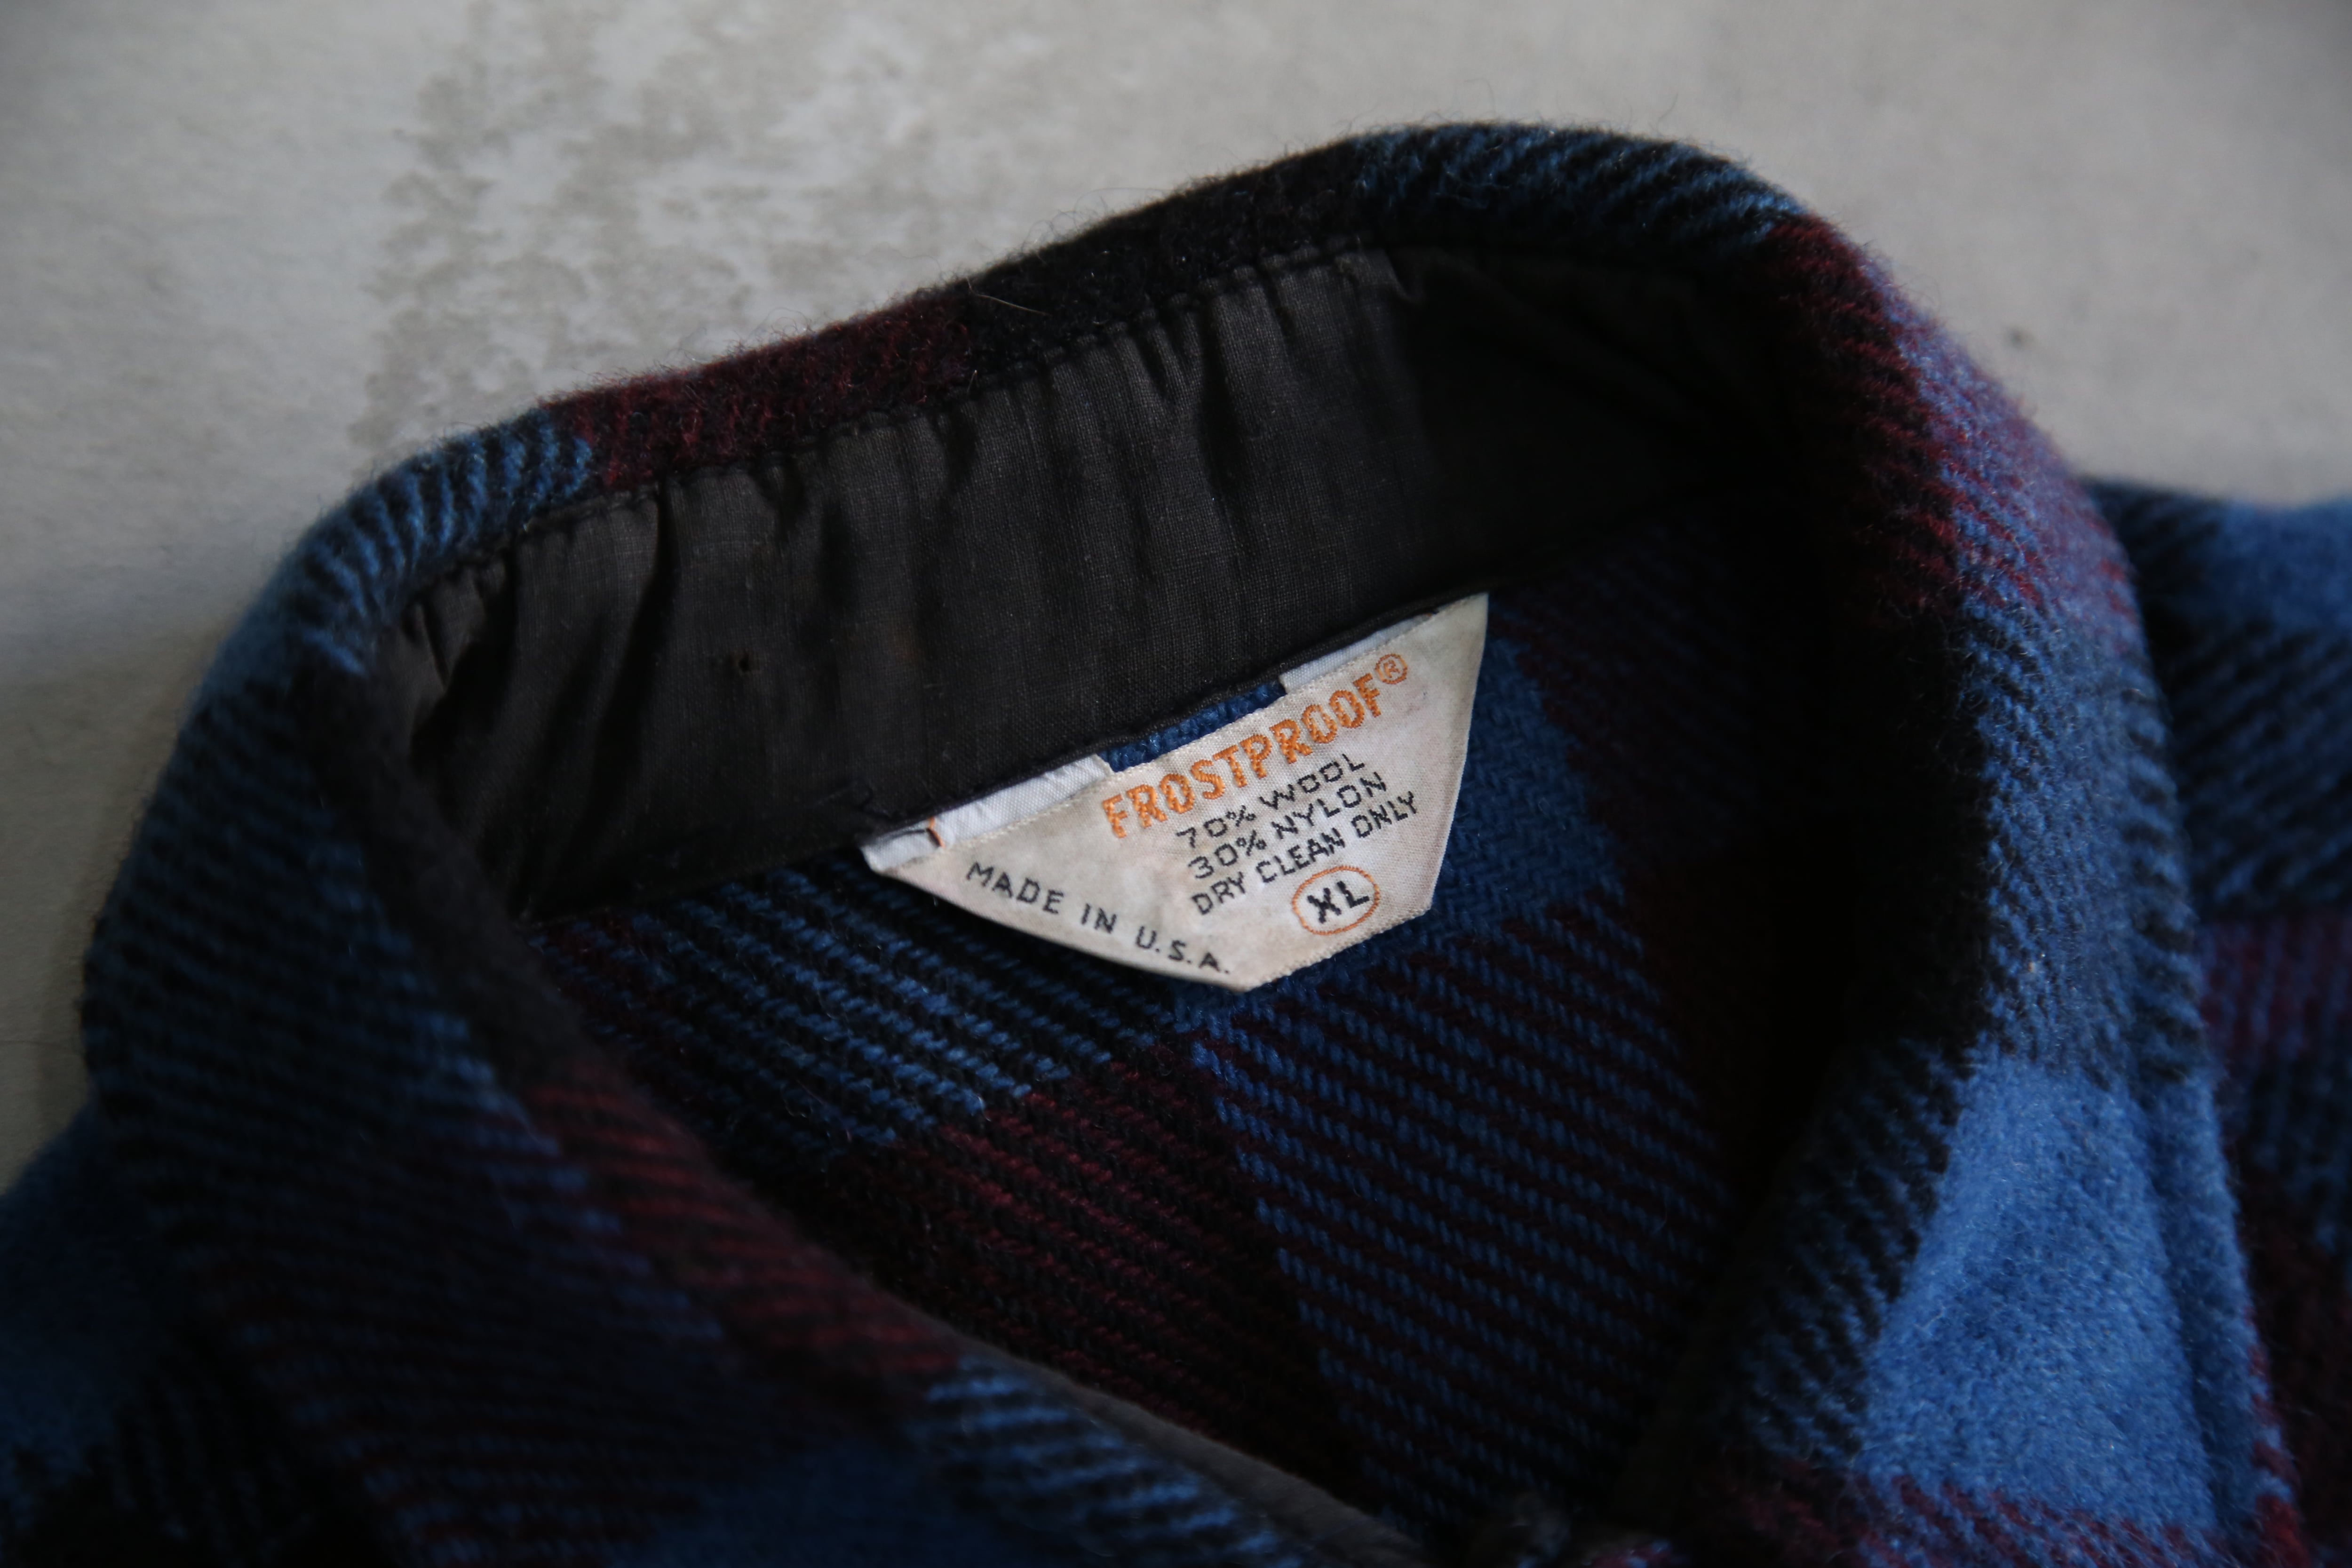 FROSTPROOF®
70% WOOL
30% NYLON
DRY CLEAN ONLY
XL
MADE IN U.S.A.